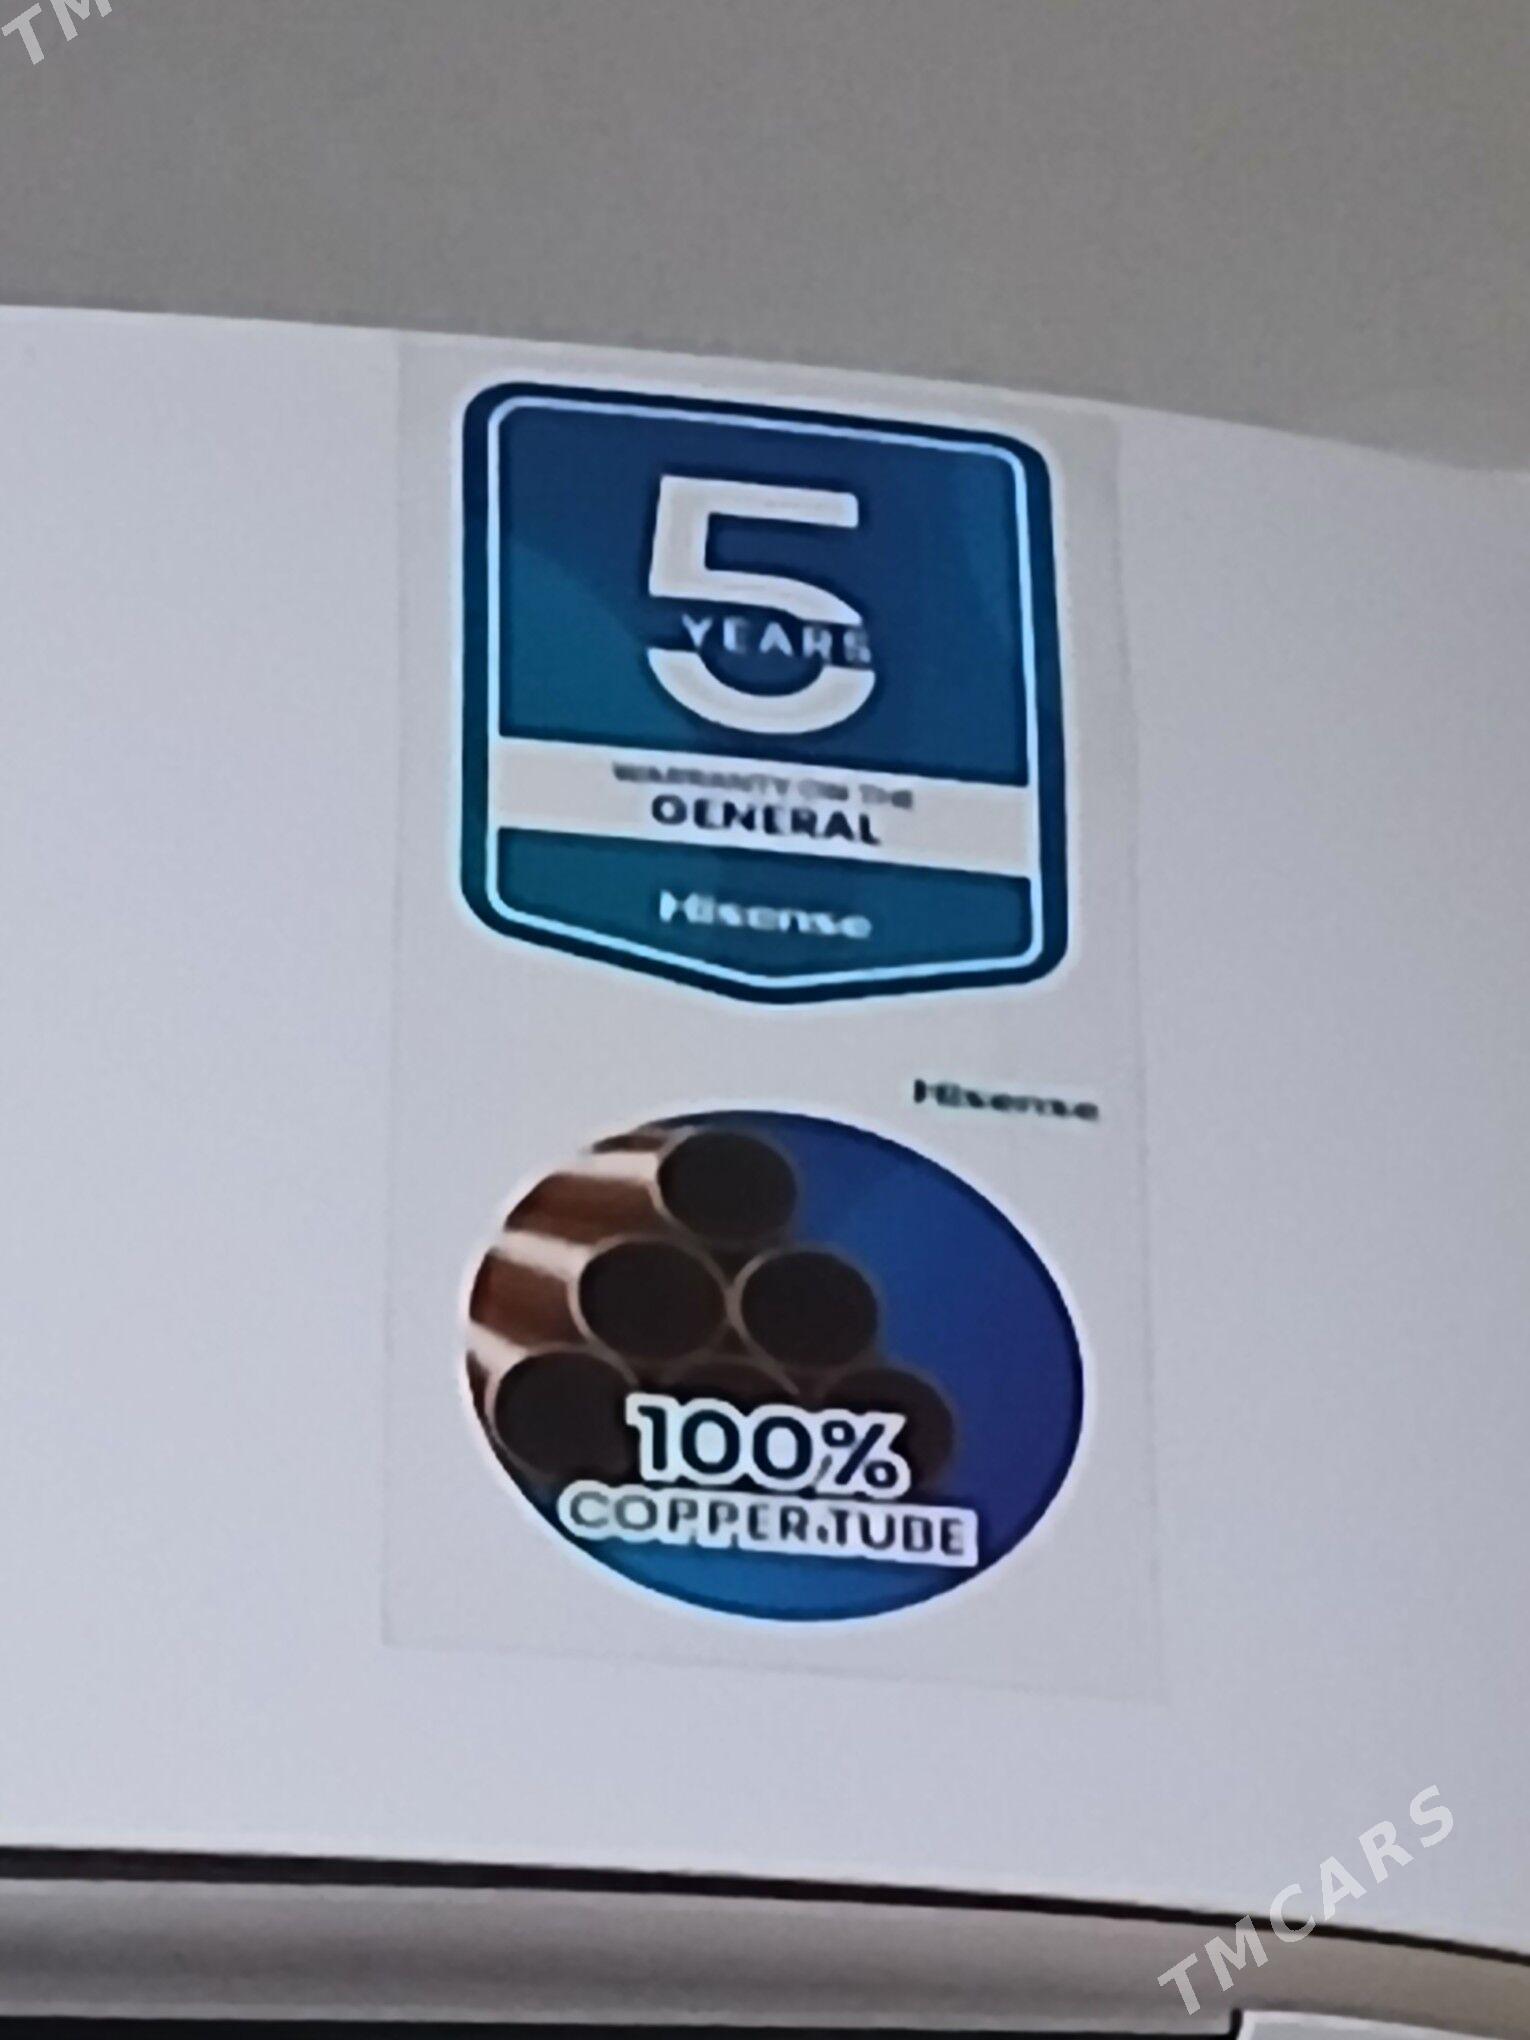 TM
5
YEARS
WARRANTY ON THE
GENERAL
Hisense
Hisense
100%
COPPER TUBE
TMCARS